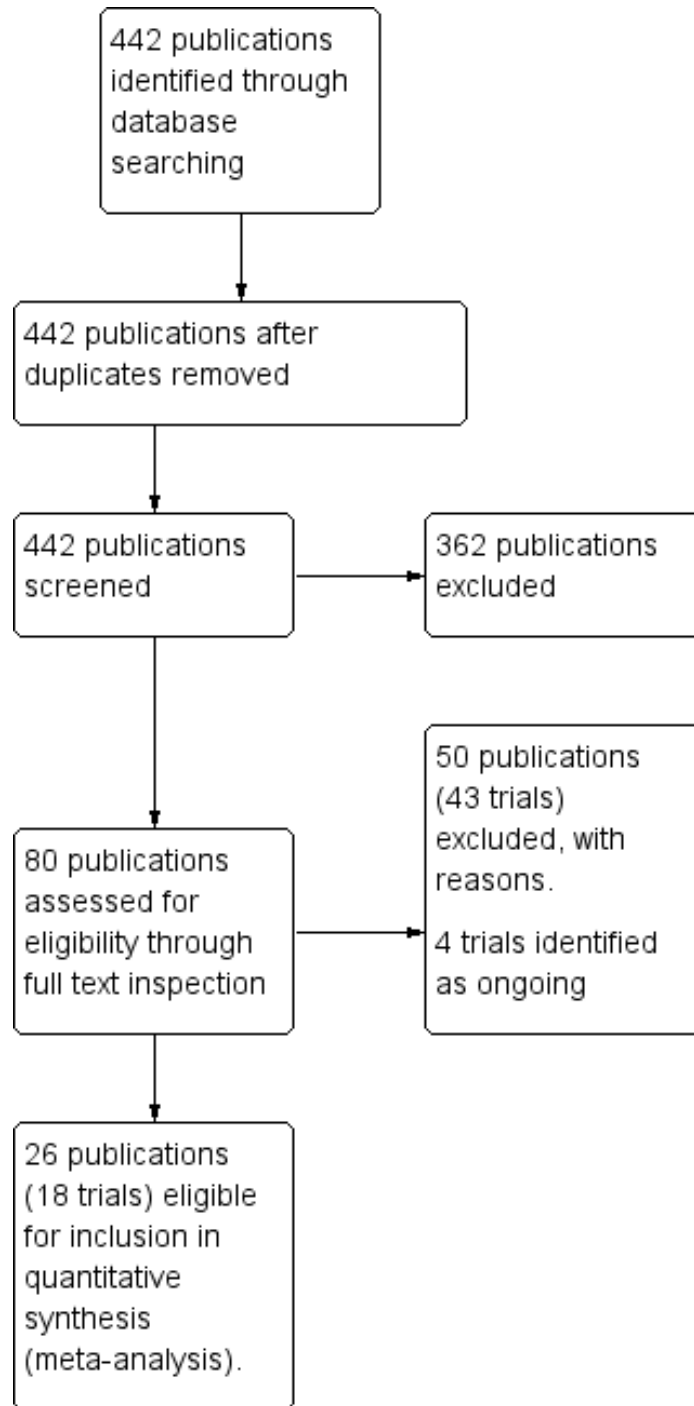 442 publications
identified through
database
searching
442 publications after
duplicates removed
442 publications
screened
362 publications
excluded
50 publications
(43 trials)
excluded, with
reasons.
4 trials identified
as ongoing
80 publications
assessed for
eligibility through
full text inspection
26 publications
(18 trials) eligible
for inclusion in
quantitative
synthesis
(meta-analysis).